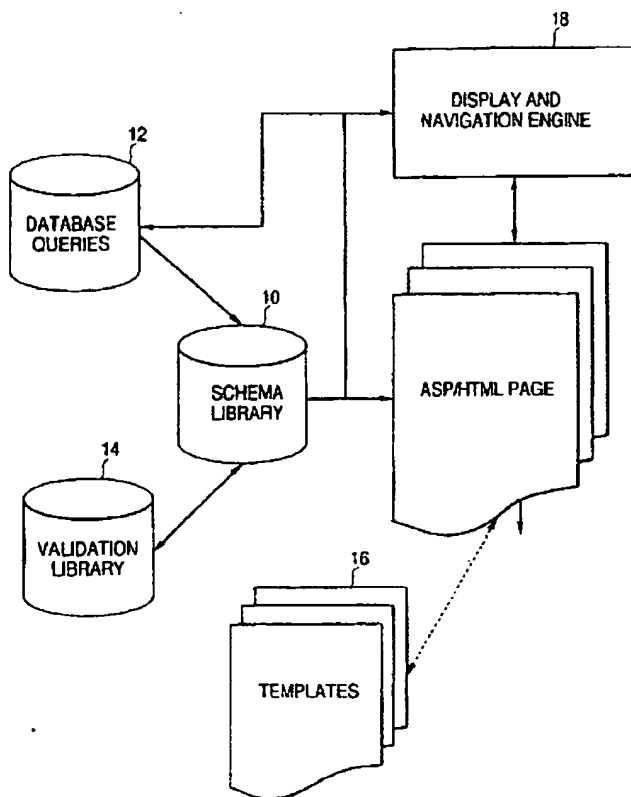 18
DISPLAY AND
NAVIGATION ENGINE
12
DATABASE
QUERIES
10
SCHEMA
LIBRARY
ASP/HTML PAGE
14
VALIDATION
LIBRARY
16
TEMPLATES